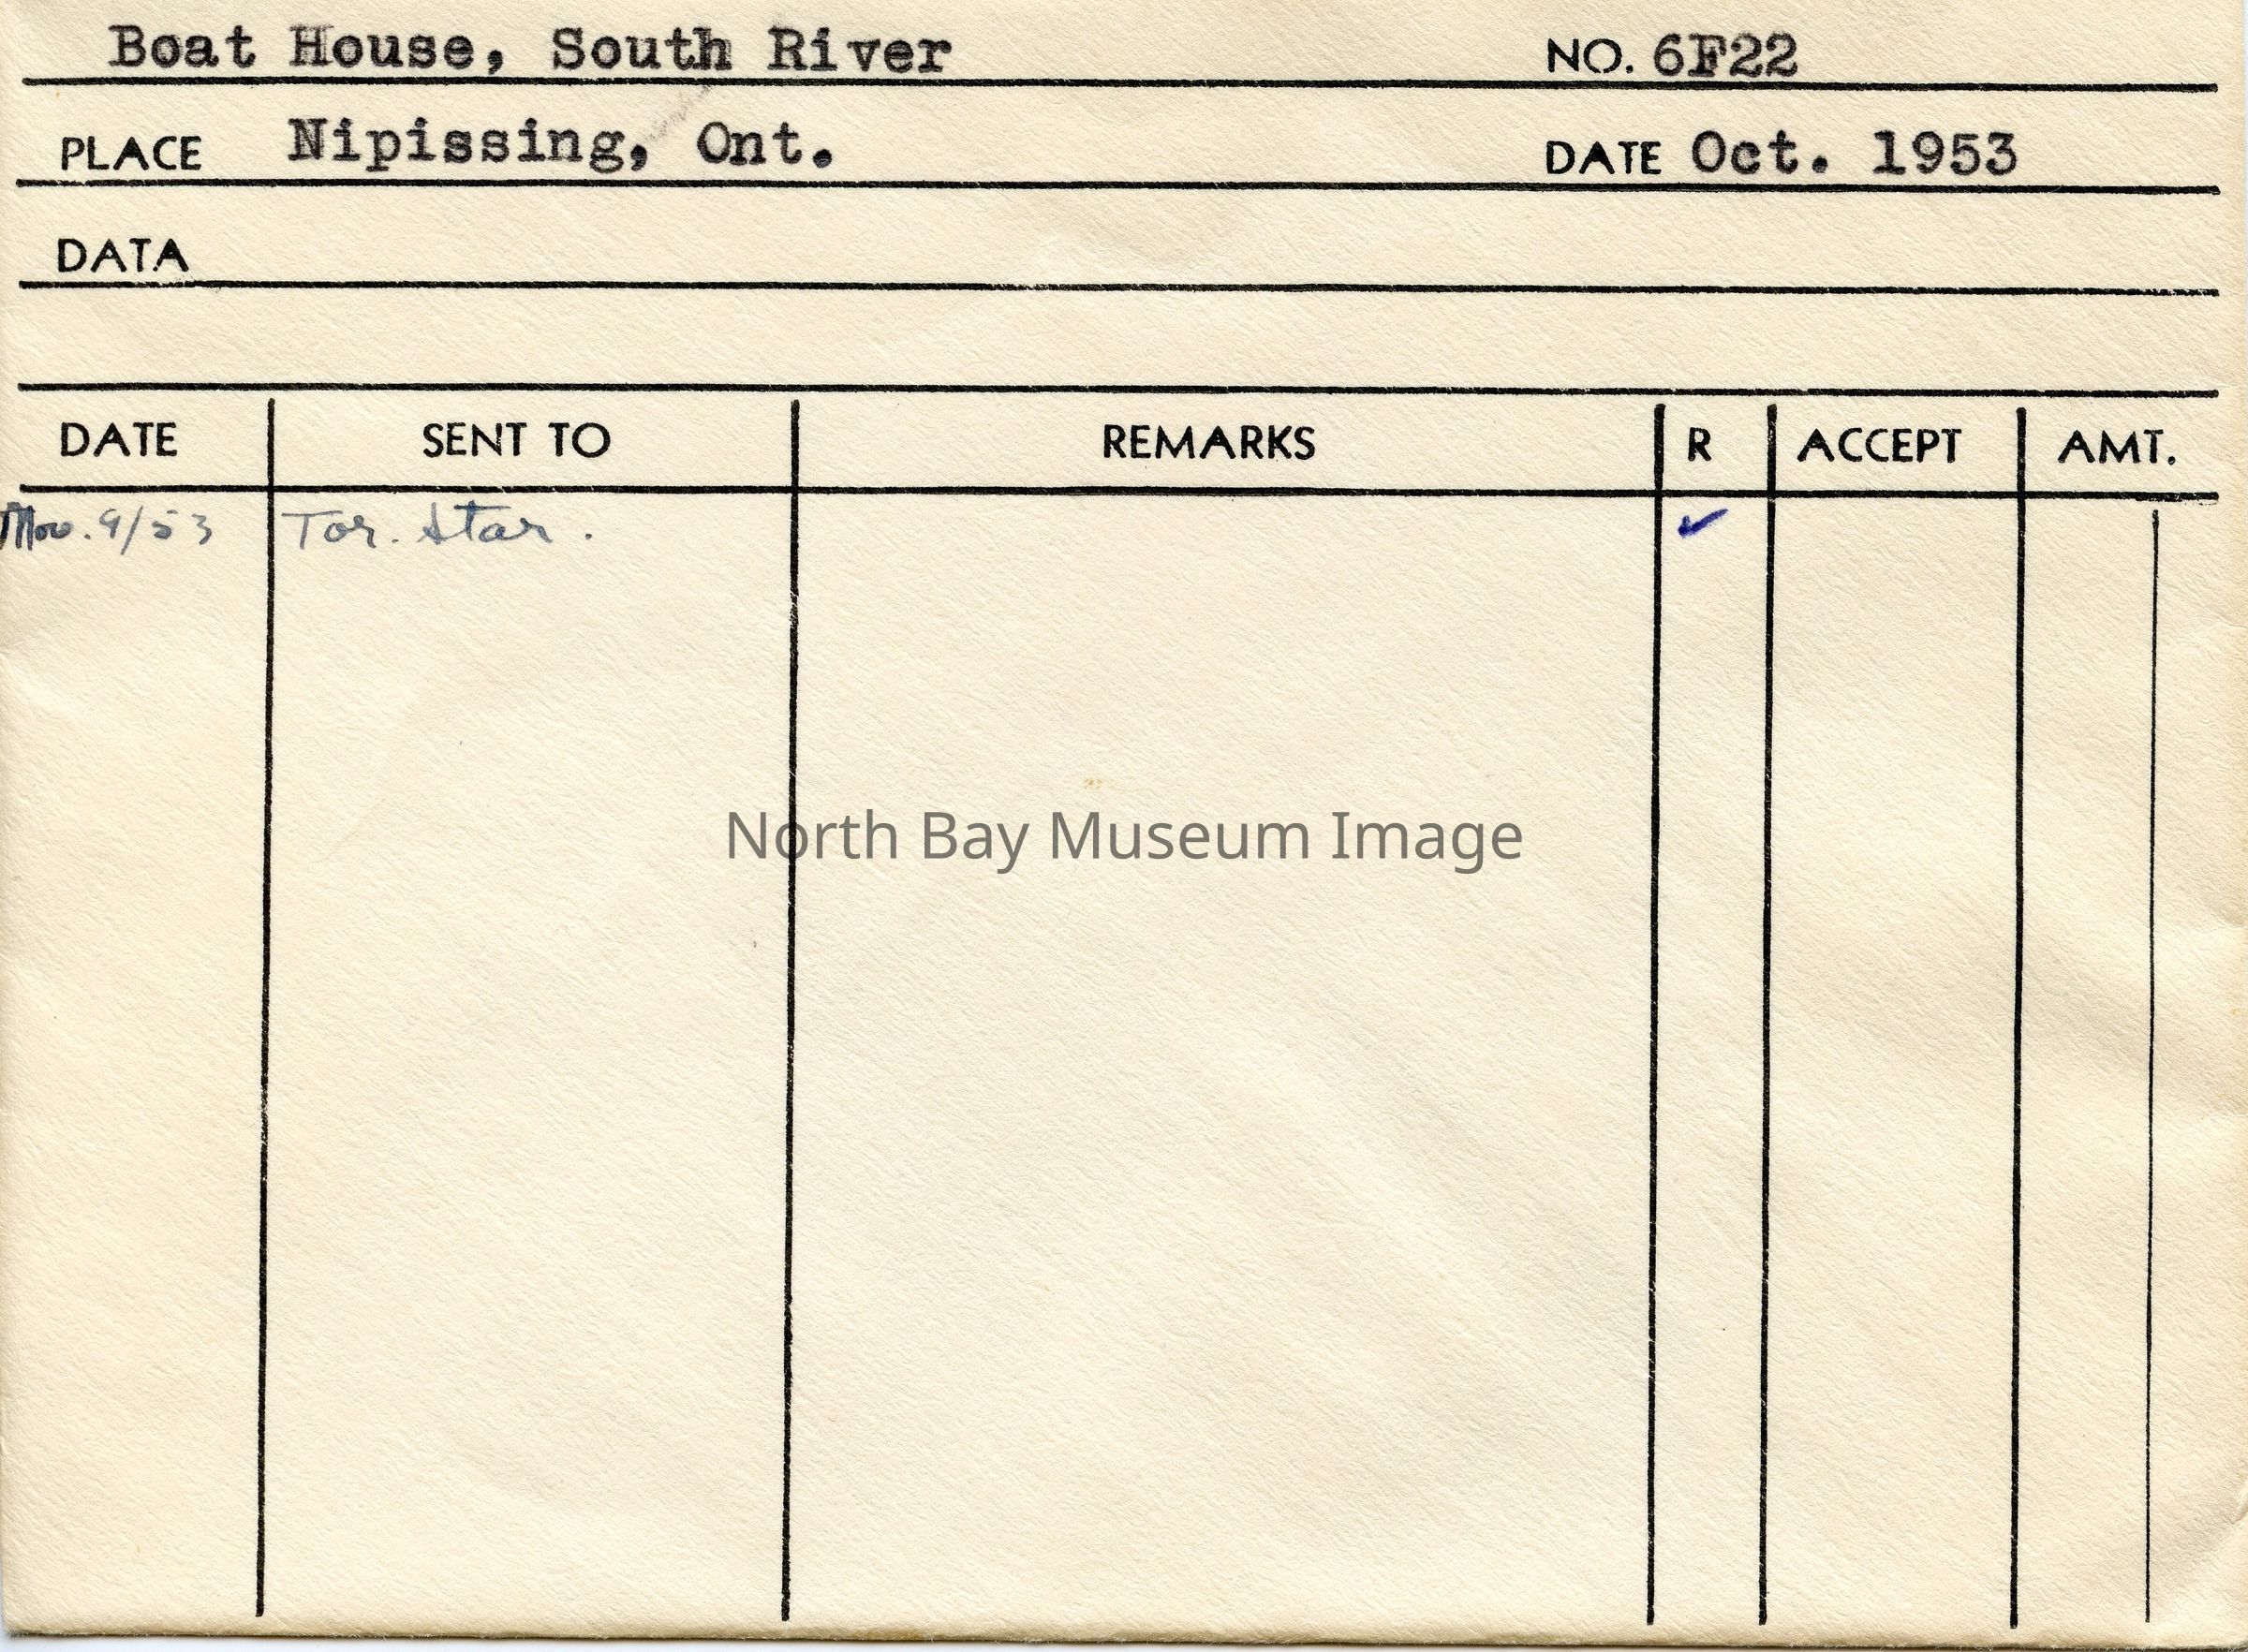 Boat House, South River NO. 6F22
PLACE Nipissing, Ont. DATE Oct. 1953
DATA
DATE SENT TO REMARKS R ACCEPT AMT.
Nov. 9/53 Tor. Star. ✓
North Bay Museum Image